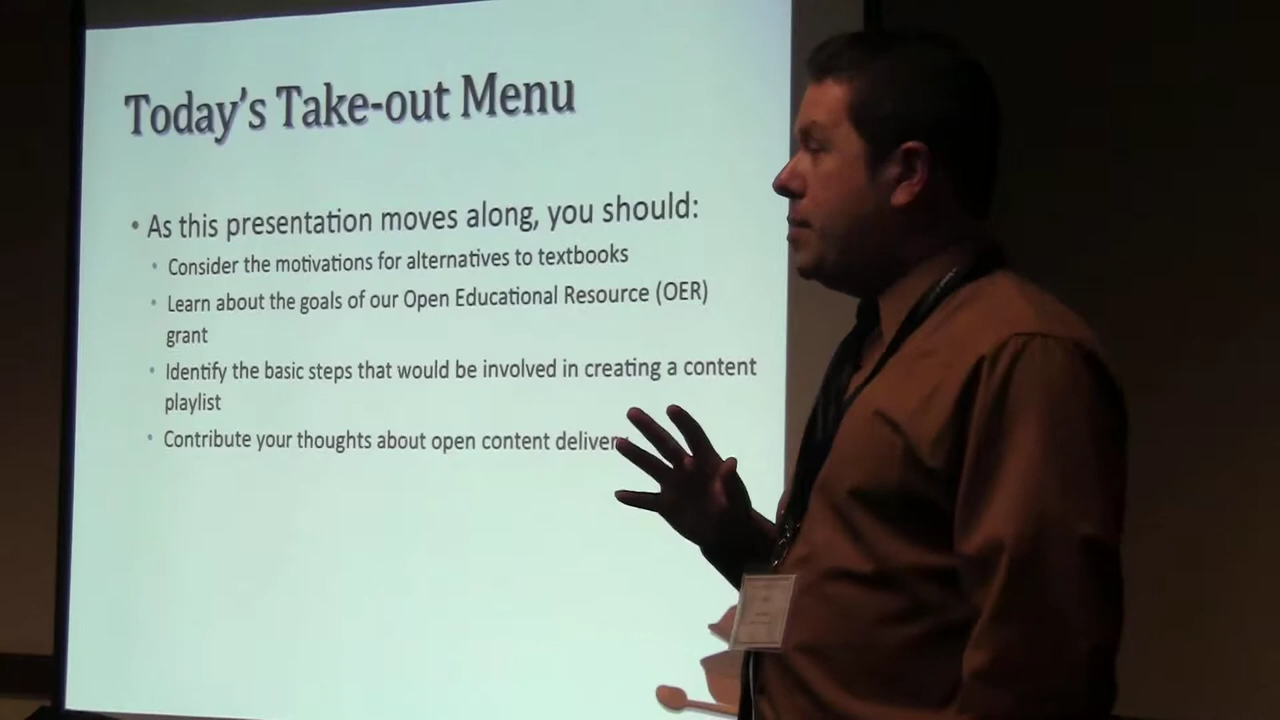 Today's Take-out Menu
• As this presentation moves along, you should:
• Consider the motivations for alternatives to textbooks
• Learn about the goals of our Open Educational Resource (OER)
grant
• Identify the basic steps that would be involved in creating a content
playlist
• Contribute your thoughts about open content delivery